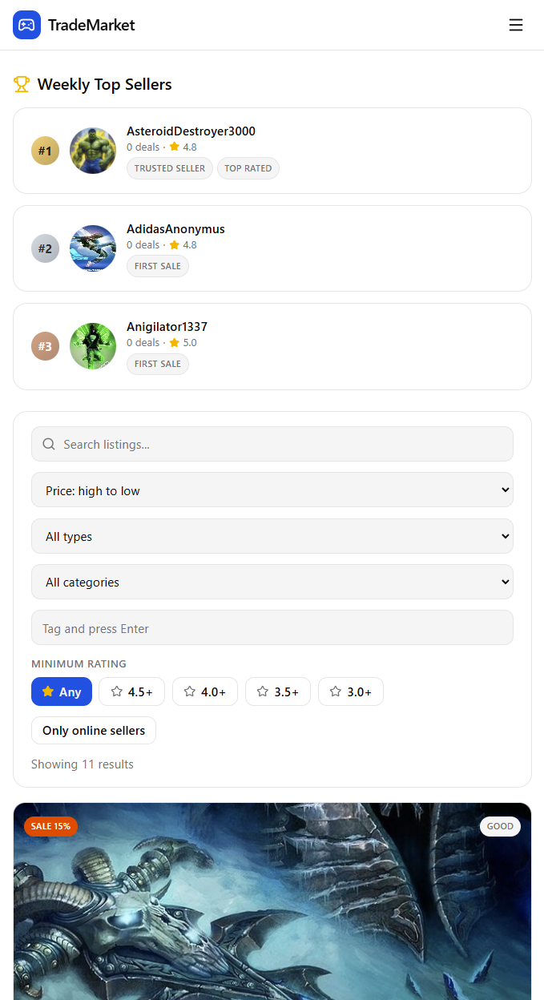 TradeMarket
Weekly Top Sellers
#1
AsteroidDestroyer3000
0 deals · 4.8
TRUSTED SELLER TOP RATED
#2
AdidasAnonymus
0 deals · 4.8
FIRST SALE
#3
Anigilator1337
0 deals · 5.0
FIRST SALE
Search listings...
Price: high to low
All types
All categories
Tag and press Enter
MINIMUM RATING
Any 4.5+ 4.0+ 3.5+ 3.0+
Only online sellers
Showing 11 results
SALE 15% GOOD